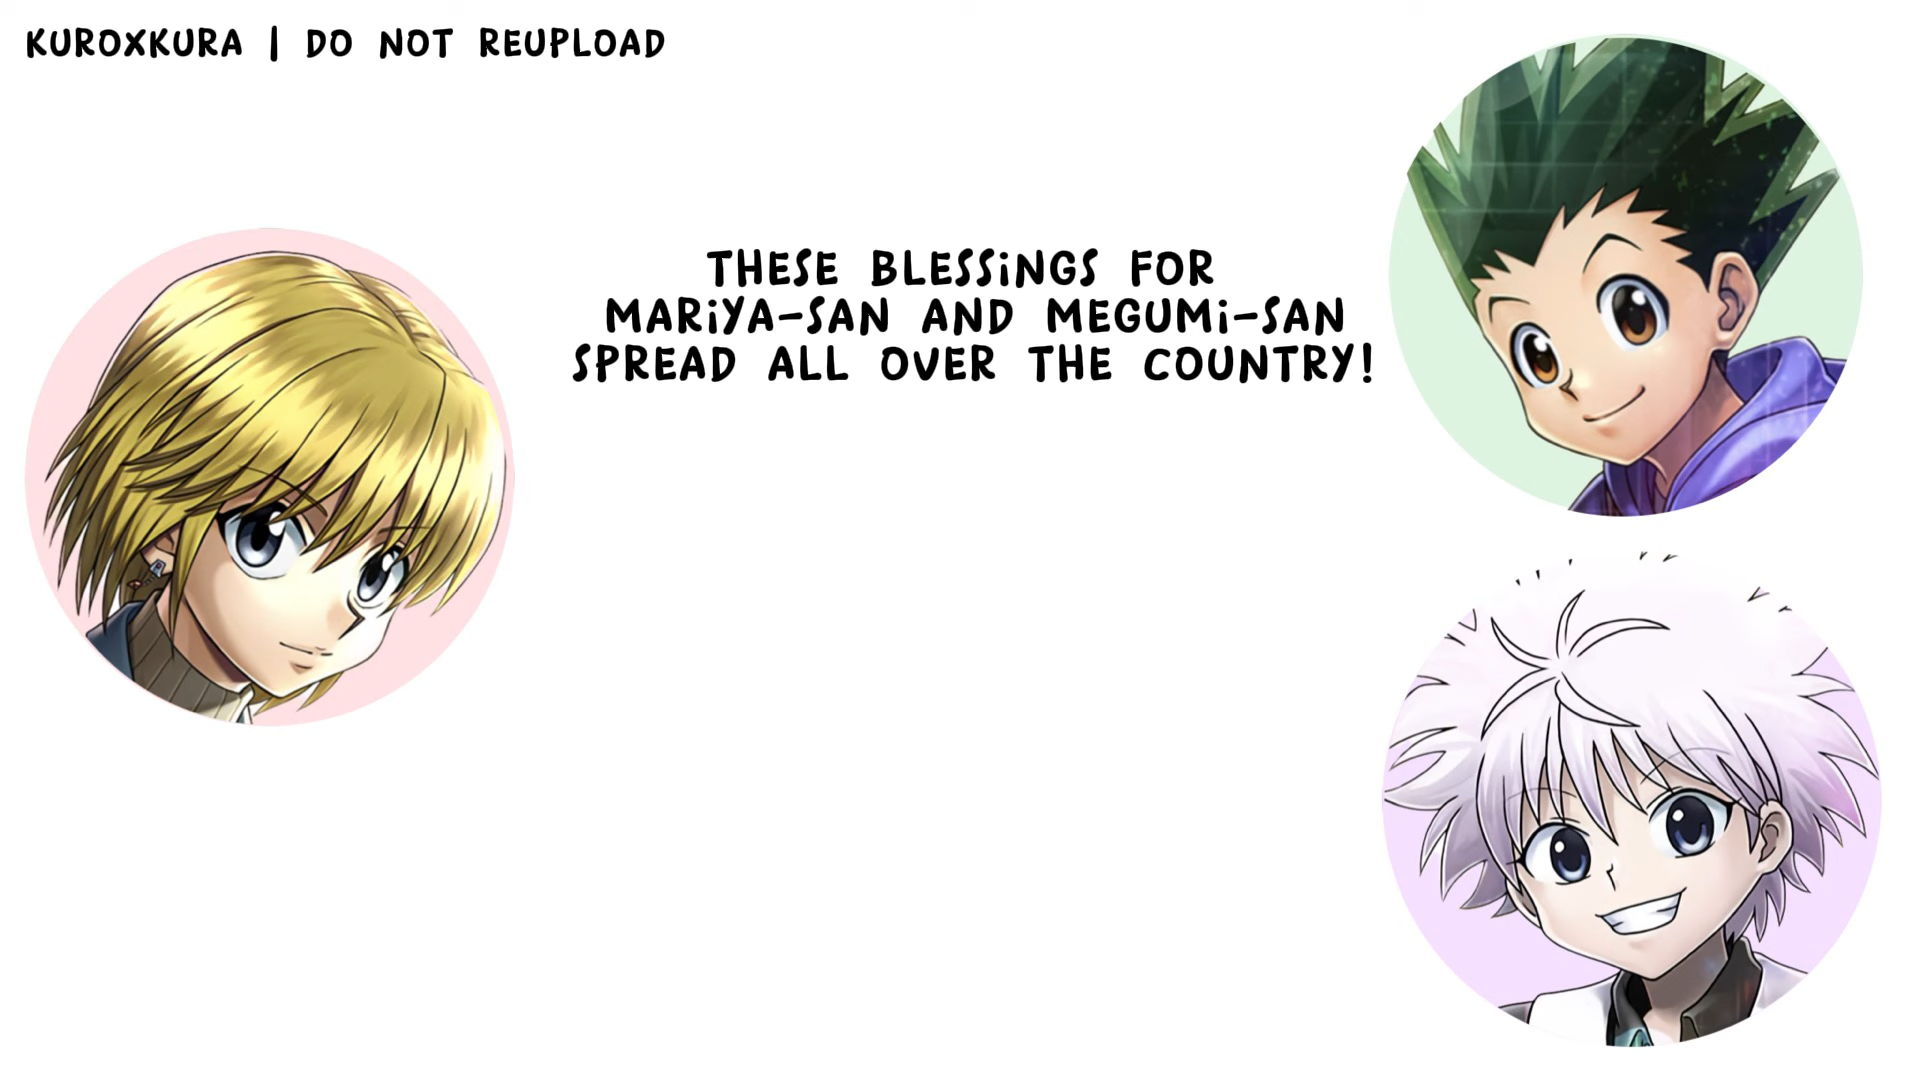 KUROXKURA | DO NOT REUPLOAD
THESE BLESSiNGS FOR
MARiYA-SAN AND MEGUMi-SAN
SPREAD ALL OVER THE COUNTRY!